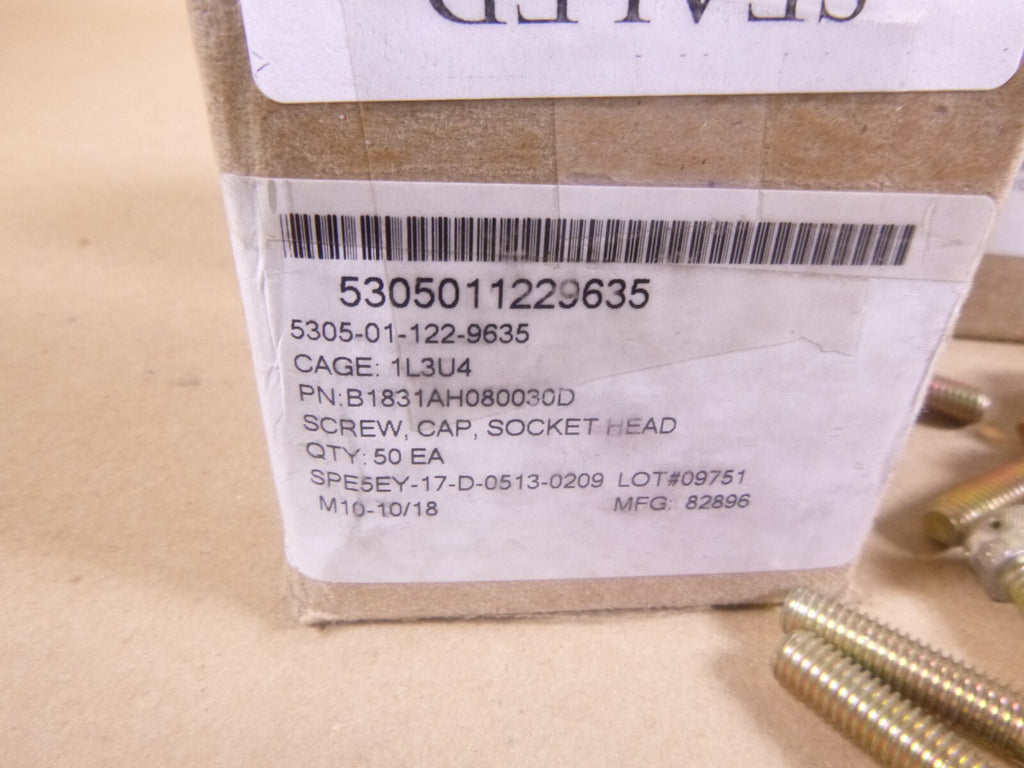 SEALED
5305011229635
5305-01-122-9635
CAGE: 1L3U4
PN:B1831AH080030D
SCREW, CAP, SOCKET HEAD
QTY: 50 EA
SPE5EY-17-D-0513-0209 LOT#09751
M10-10/18 MFG: 82896